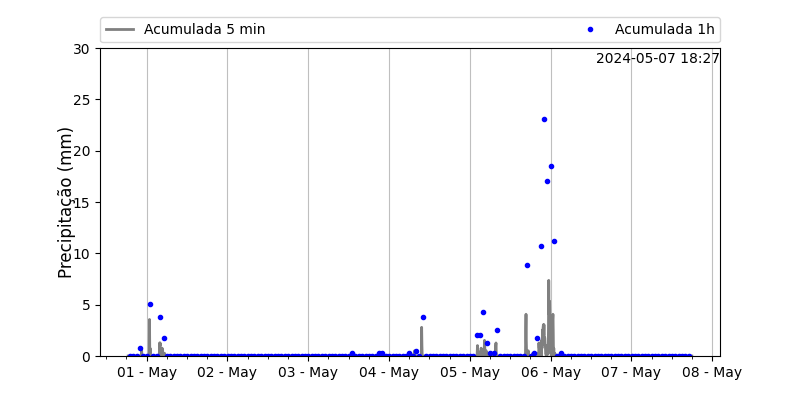 Acumulada 5 min
Acumulada 1h
2024-05-07 18:27
Precipitação (mm)
30
25
20
15
10
5
0
01 - May
02 - May
03 - May
04 - May
05 - May
06 - May
07 - May
08 - May